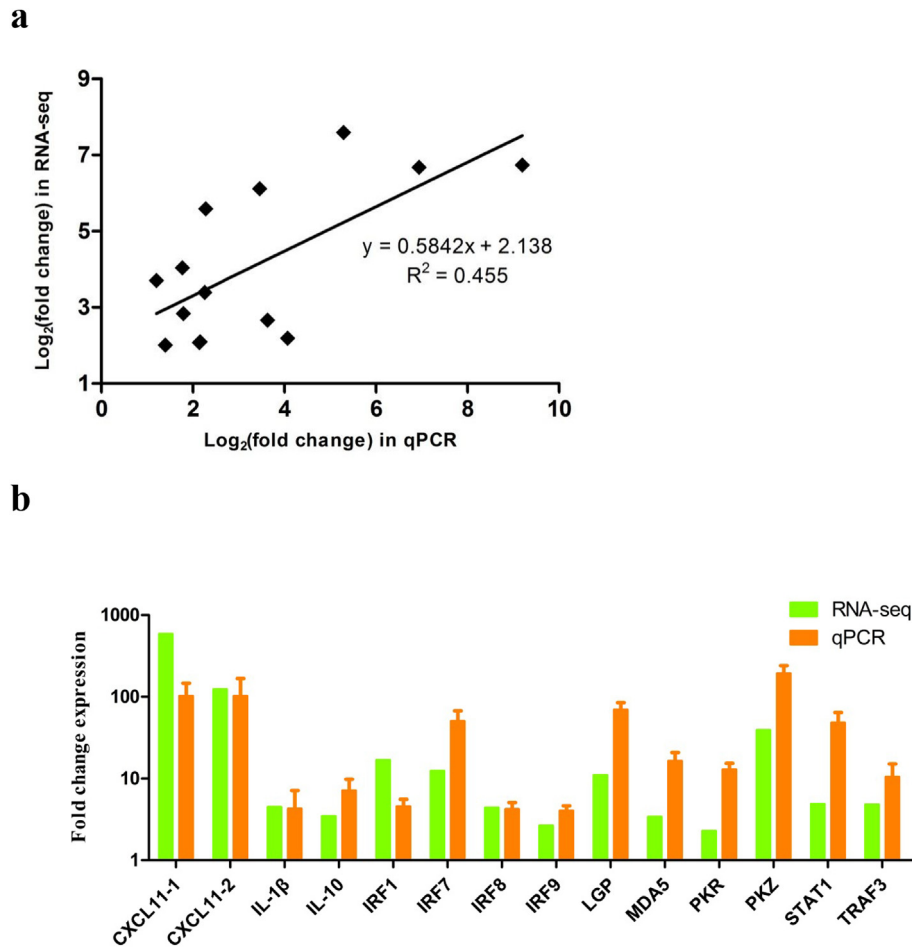 a
Log₂(fold change) in RNA-seq
9
7
5
3
1
y = 0.5842x + 2.138
R² = 0.455
0 2 4 6 8 10
Log₂(fold change) in qPCR
b
RNA-seq
qPCR
Fold change expression
1000
100
10
1
CXCL11-1 CXCL11-2 IL-1β IL-10 IRF1 IRF7 IRF8 IRF9 LGP MDA5 PKR PKZ STAT1 TRAF3